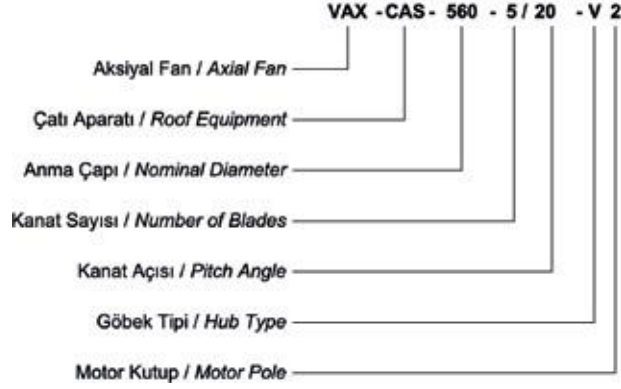 VAX - CAS - 560 - 5 / 20 - V 2
Aksiyal Fan / Axial Fan
Çatı Aparatı / Roof Equipment
Anma Çapı / Nominal Diameter
Kanat Sayısı / Number of Blades
Kanat Açısı / Pitch Angle
Göbek Tipi / Hub Type
Motor Kutup / Motor Pole